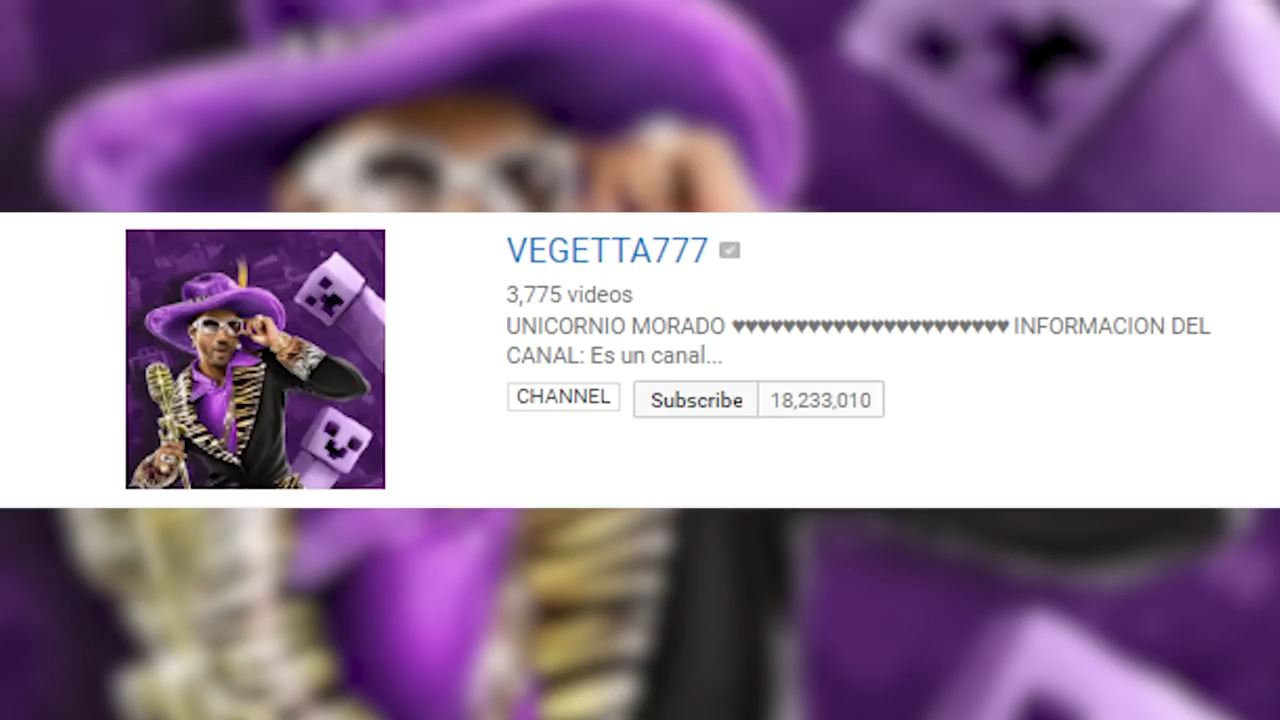 VEGETTA777
3,775 videos
UNICORNIO MORADO ♥♥♥♥♥♥♥♥♥♥♥♥♥♥♥♥♥♥♥♥♥♥ INFORMACION DEL
CANAL: Es un canal...
CHANNEL Subscribe 18,233,010